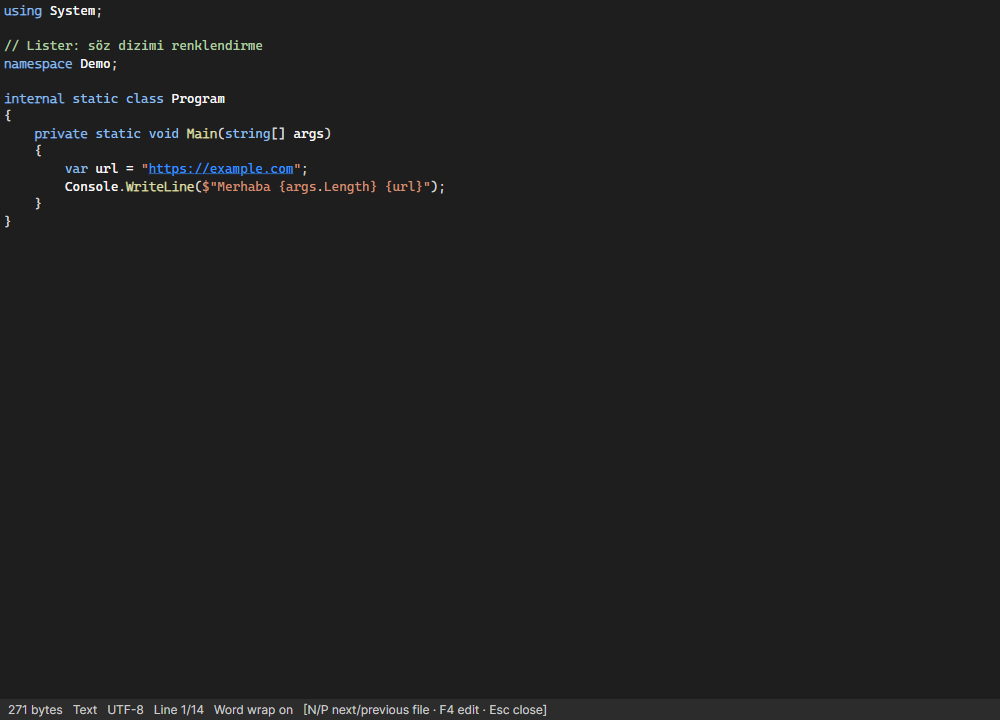 using System;

// Lister: söz dizimi renklendirme
namespace Demo;

internal static class Program
{
    private static void Main(string[] args)
    {
        var url = "https://example.com";
        Console.WriteLine($"Merhaba {args.Length} {url}");
    }
}
271 bytes  Text  UTF-8  Line 1/14  Word wrap on  [N/P next/previous file · F4 edit · Esc close]